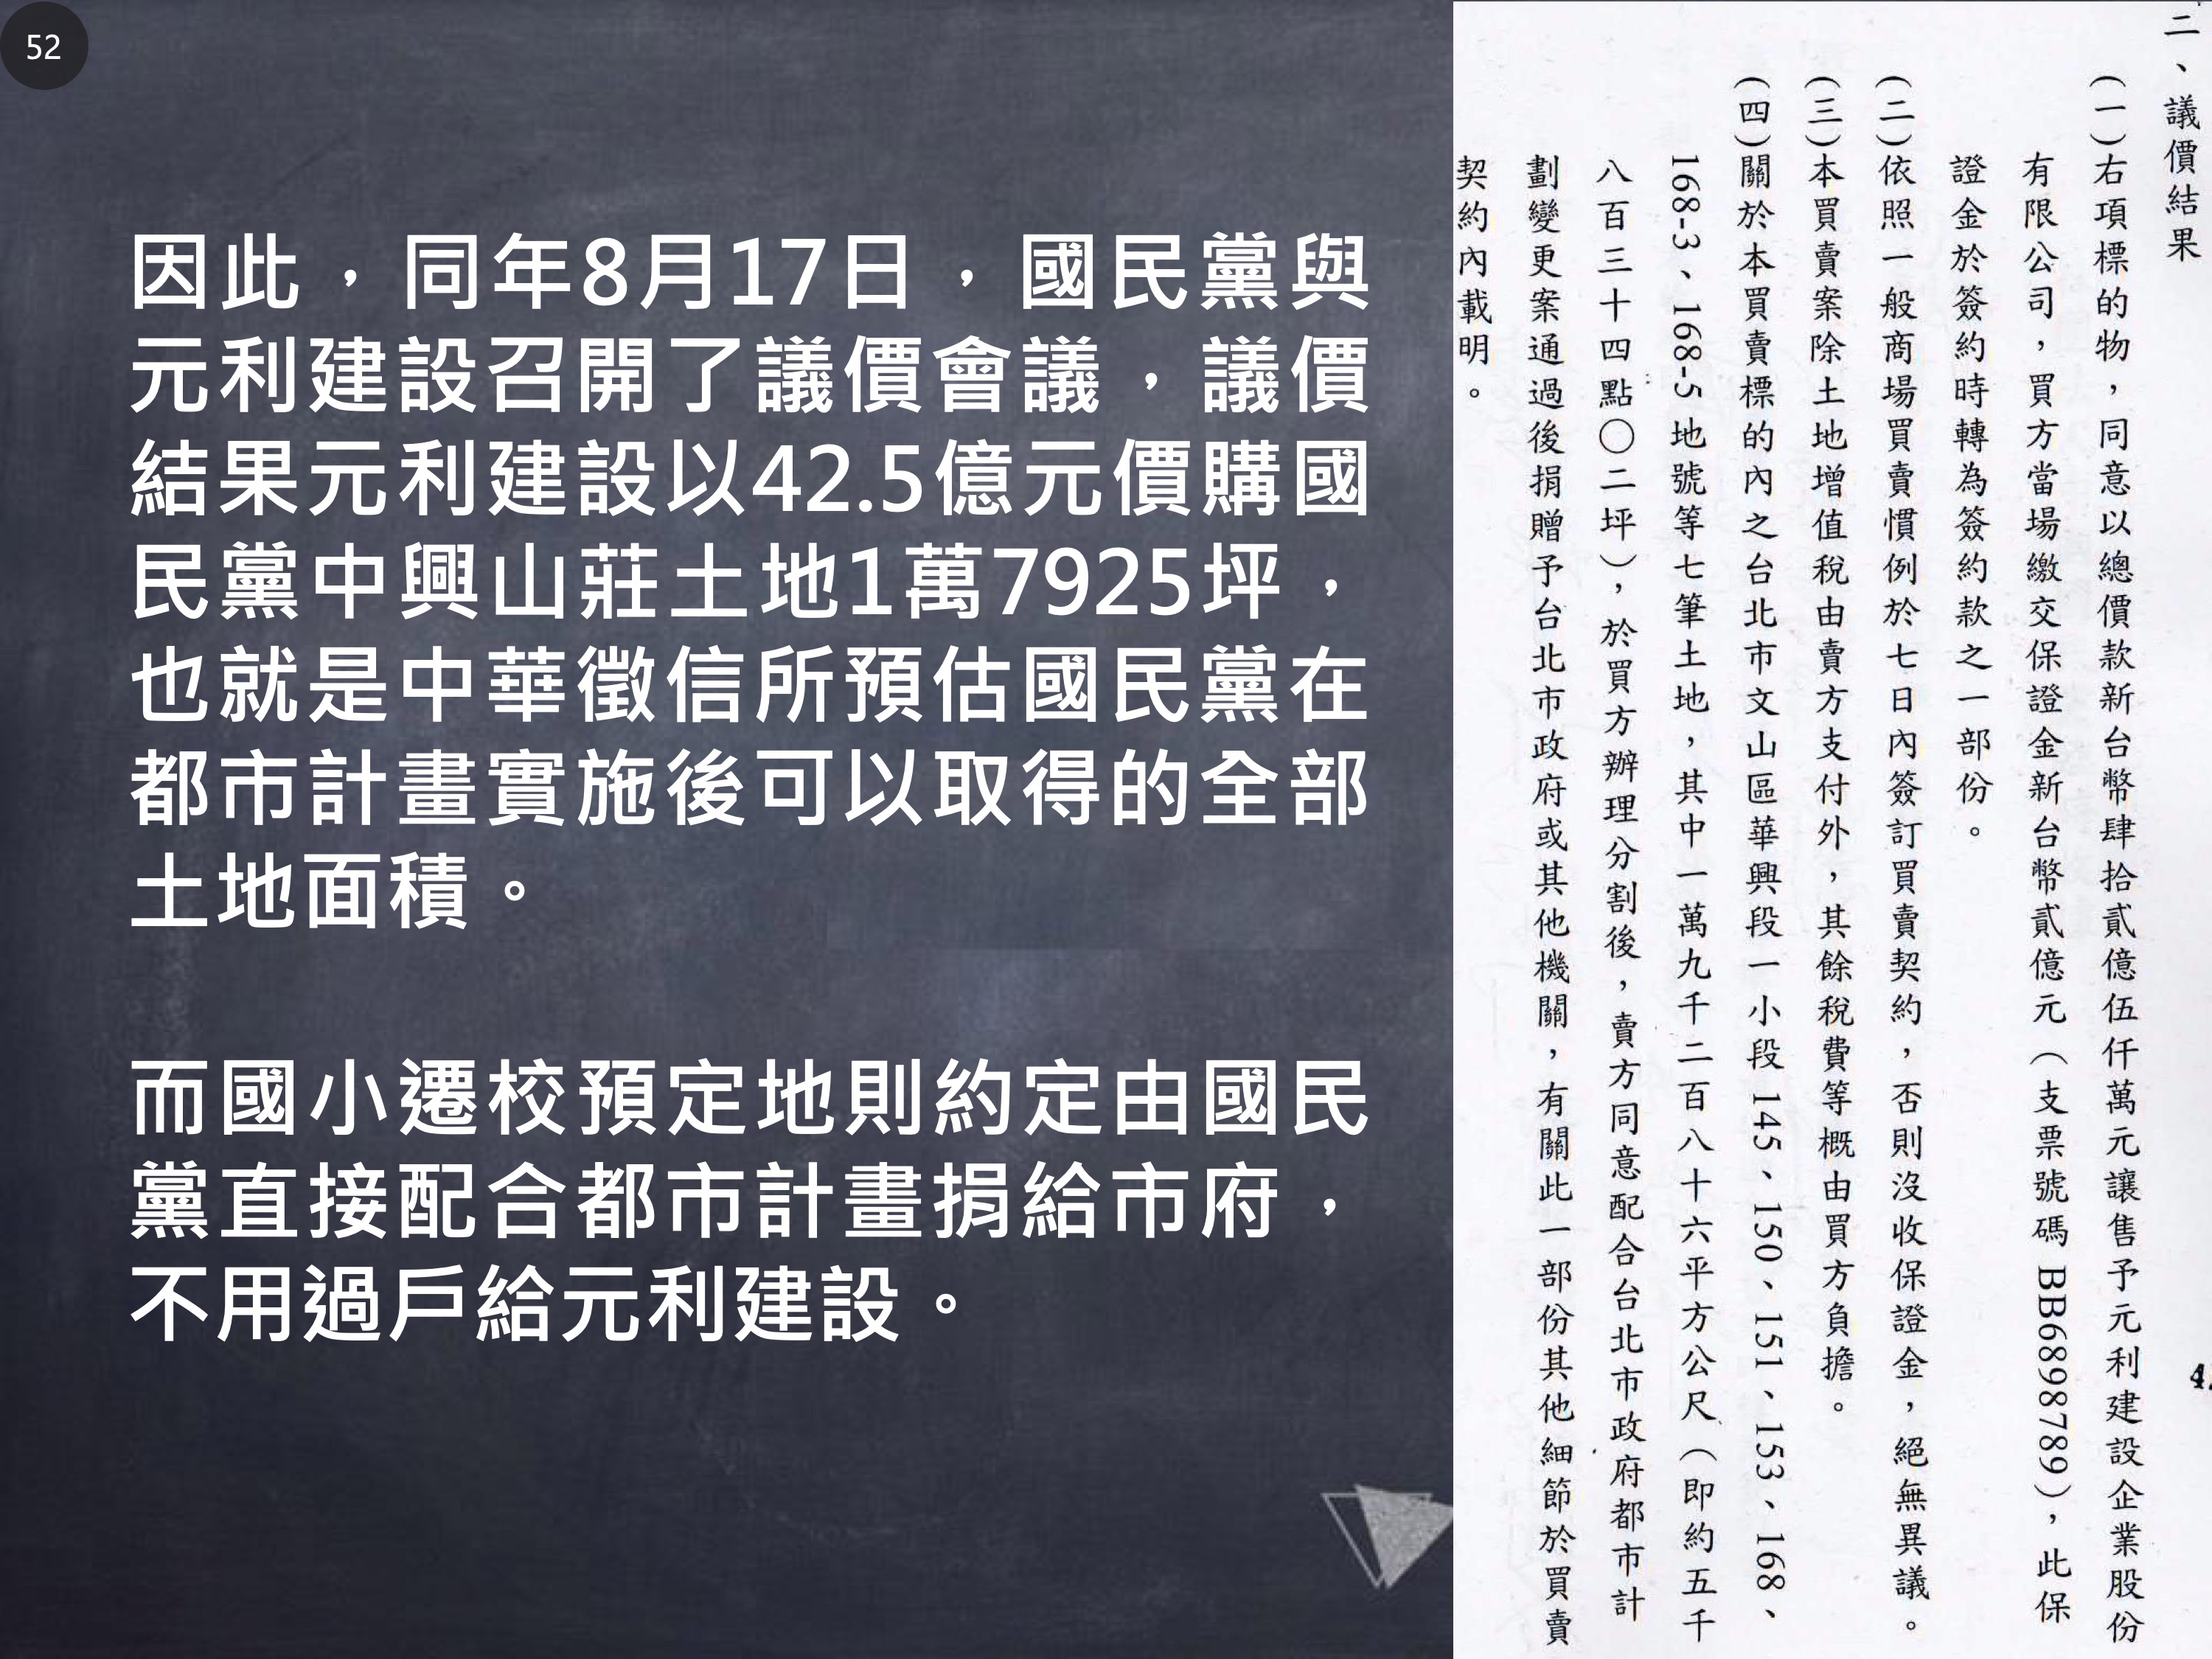 52
因此，同年8月17日，國民黨與
元利建設召開了議價會議，議價
結果元利建設以42.5億元價購國
民黨中興山莊土地1萬7925坪，
也就是中華徵信所預估國民黨在
都市計畫實施後可以取得的全部
土地面積。
而國小遷校預定地則約定由國民
黨直接配合都市計畫捐給市府，
不用過戶給元利建設。
二、議價結果
(一)右項標的物，同意以總價款新台幣肆拾貳億伍仟萬元讓售予元利建設企業股份
有限公司，買方當場繳交保證金新台幣貳億元（支票號碼 BB6898789），此保
證金於簽約時轉為簽約款之一部份。
(二)依照一般商場買賣慣例於七日內簽訂買賣契約，否則沒收保證金，絕無異議。
(三)本買賣案除土地增值稅由賣方支付外，其餘稅費等概由買方負擔。
(四)關於本買賣標的內之台北市文山區華興段一小段 145、150、151、153、168、
168-3、168-5 地號等七筆土地，其中一萬九千二百八十六平方公尺（即約五千
八百三十四點〇二坪），於買方辦理分割後，賣方同意配合台北市政府都市計
劃變更案通過後捐贈予台北市政府或其他機關，有關此一部份其他細節於買賣
契約內載明。